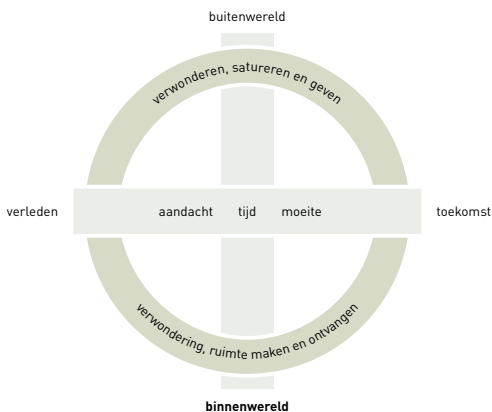 buitenwereld
verwonderen, satureren en geven
verleden aandacht tijd moeite toekomst
verwondering, ruimte maken en ontvangen
binnenwereld